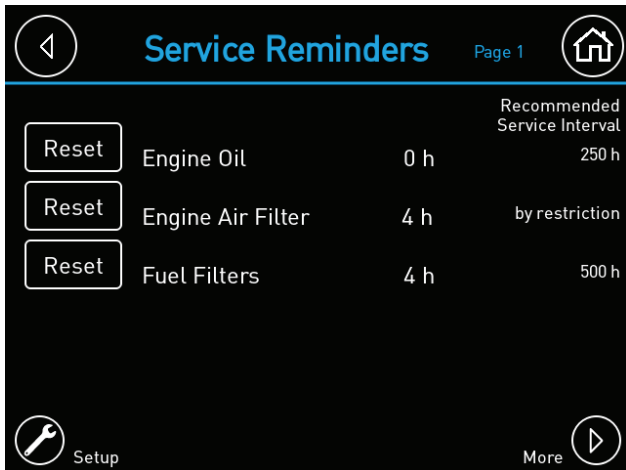 Service Reminders Page 1
Recommended
Service Interval
Reset Engine Oil 0 h 250 h
Reset Engine Air Filter 4 h by restriction
Reset Fuel Filters 4 h 500 h
Setup More